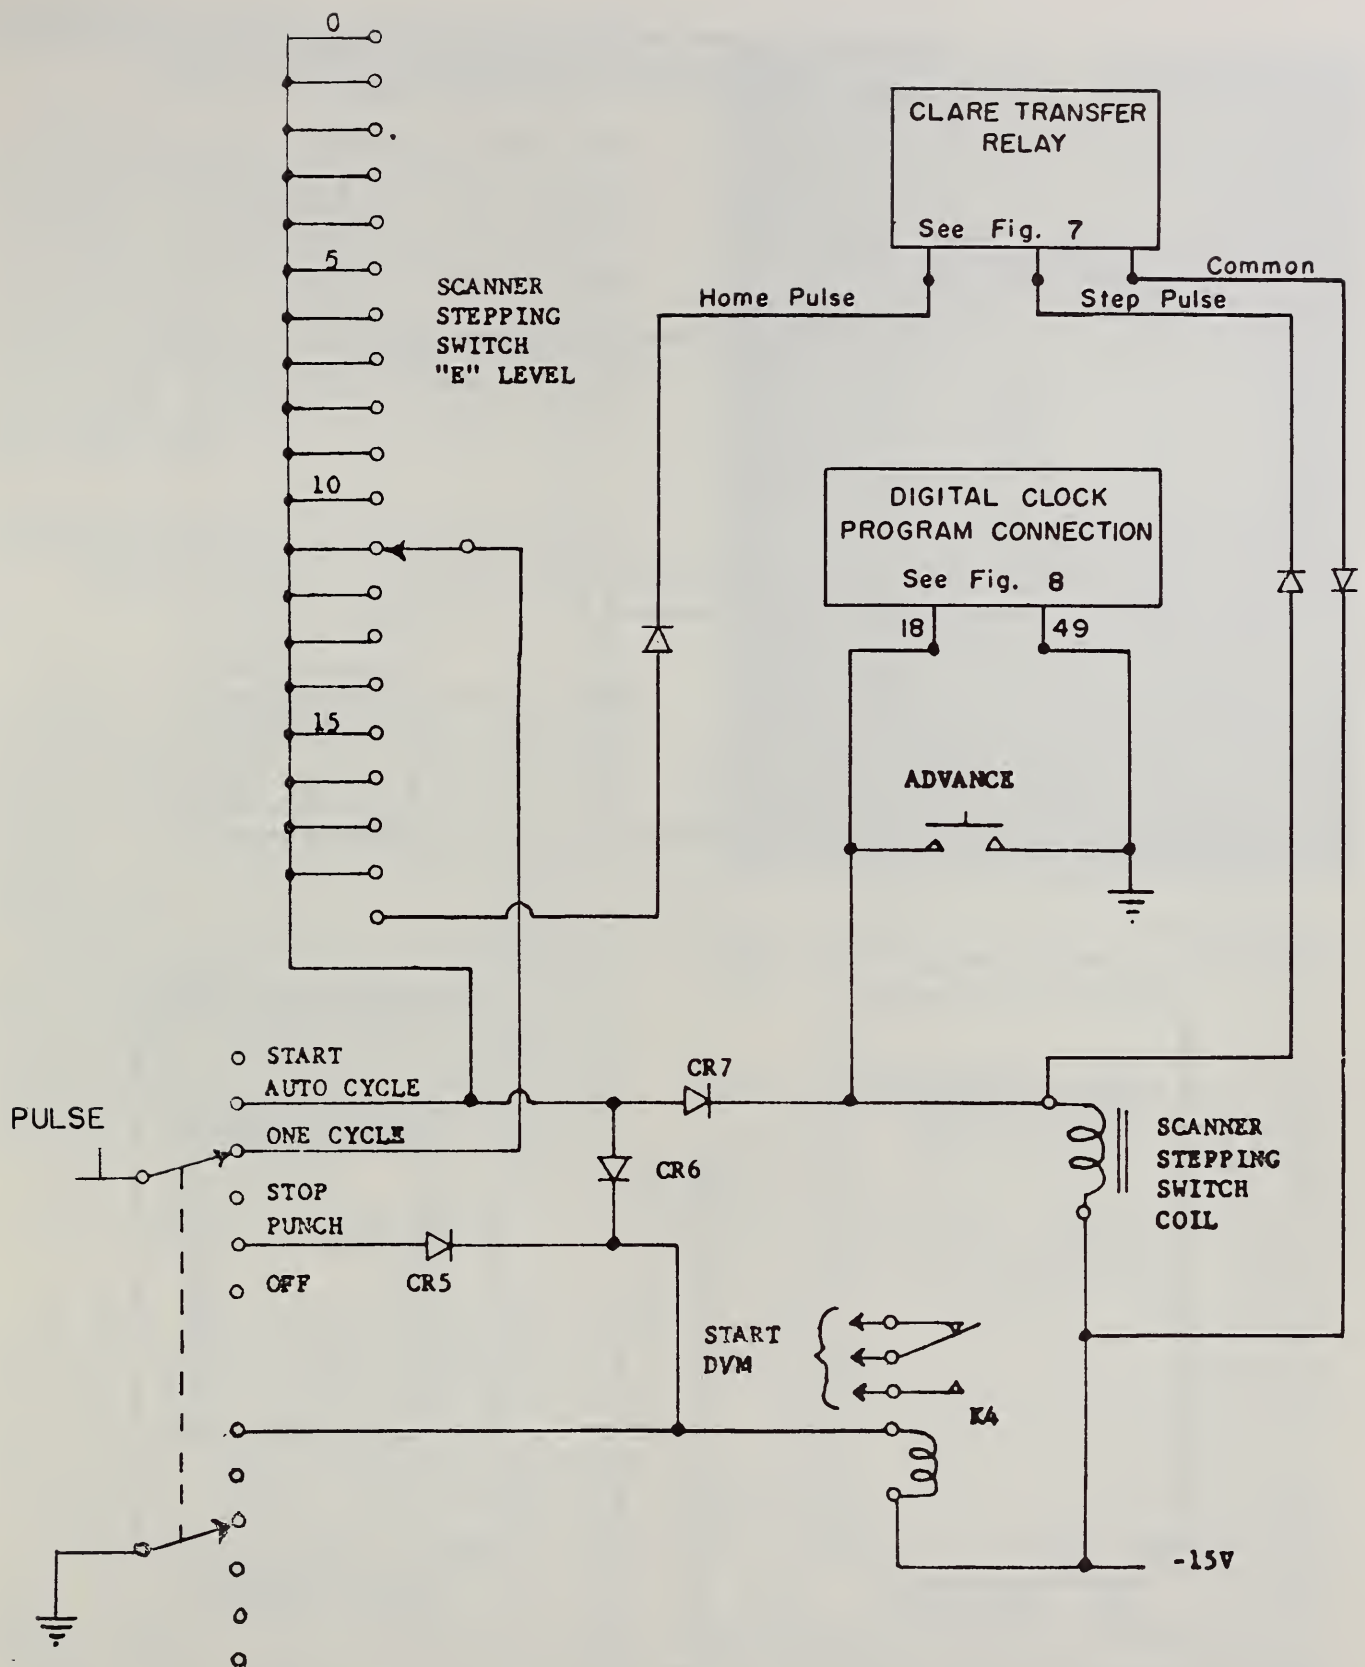 0
CLARE TRANSFER
RELAY
See Fig. 7
5
SCANNER
STEPPING
SWITCH
"E" LEVEL
Home Pulse
Step Pulse
Common
10
DIGITAL CLOCK
PROGRAM CONNECTION
See Fig. 8
18
49
15
ADVANCE
START
AUTO CYCLE
CR7
PULSE
ONE CYCLE
CR6
SCANNER
STEPPING
SWITCH
COIL
STOP
PUNCH
CR5
OFF
START
DVM
K4
-15V